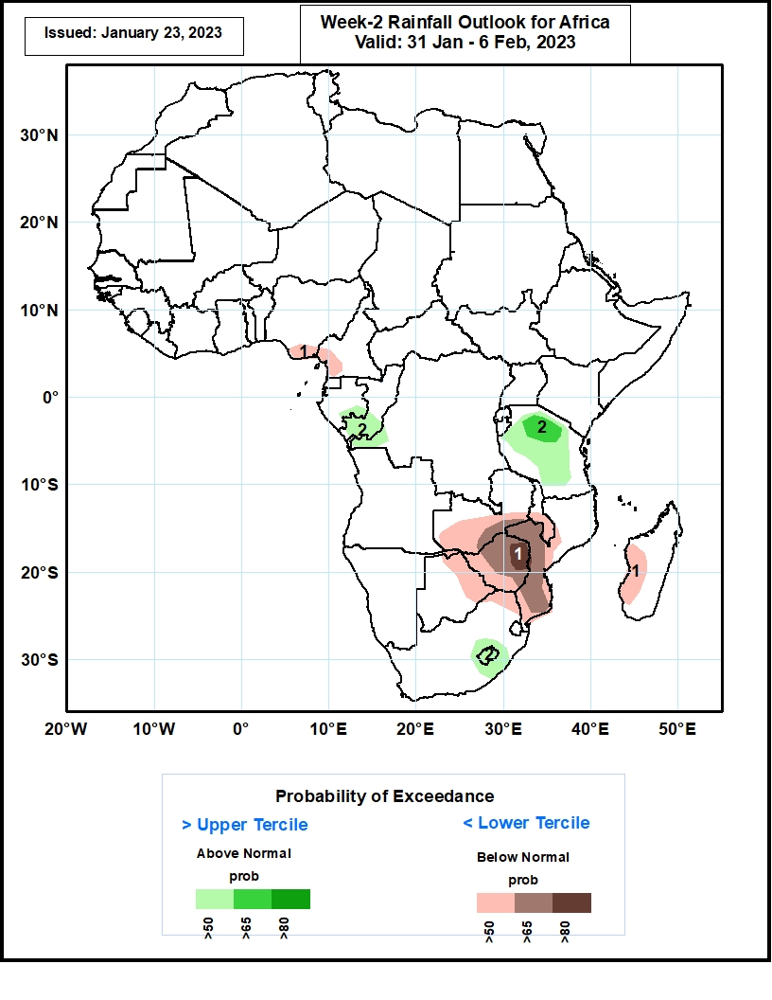 Issued: January 23, 2023
Week-2 Rainfall Outlook for Africa
Valid: 31 Jan - 6 Feb, 2023
30°N
20°N
10°N
0°
10°S
20°S
30°S
1
2
2
1
1
2
20°W
10°W
0°
10°E
20°E
30°E
40°E
50°E
Probability of Exceedance
> Upper Tercile
< Lower Tercile
Above Normal
Below Normal
prob
prob
>50
>65
>80
>50
>65
>80